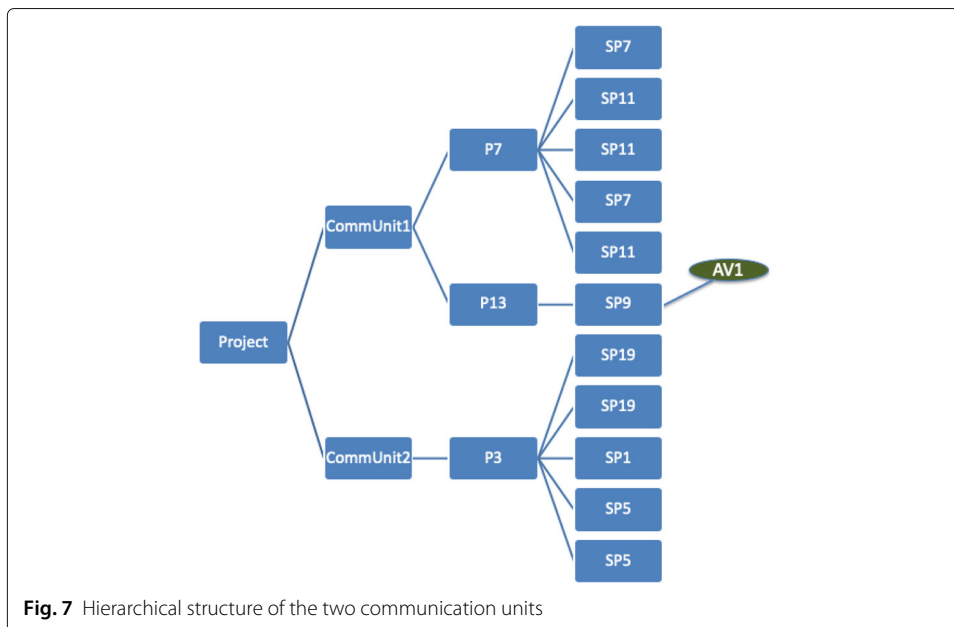 SP7
SP11
P7
SP11
SP7
CommUnit1
SP11
AV1
P13
SP9
Project
SP19
SP19
CommUnit2
P3
SP1
SP5
SP5
Fig. 7 Hierarchical structure of the two communication units